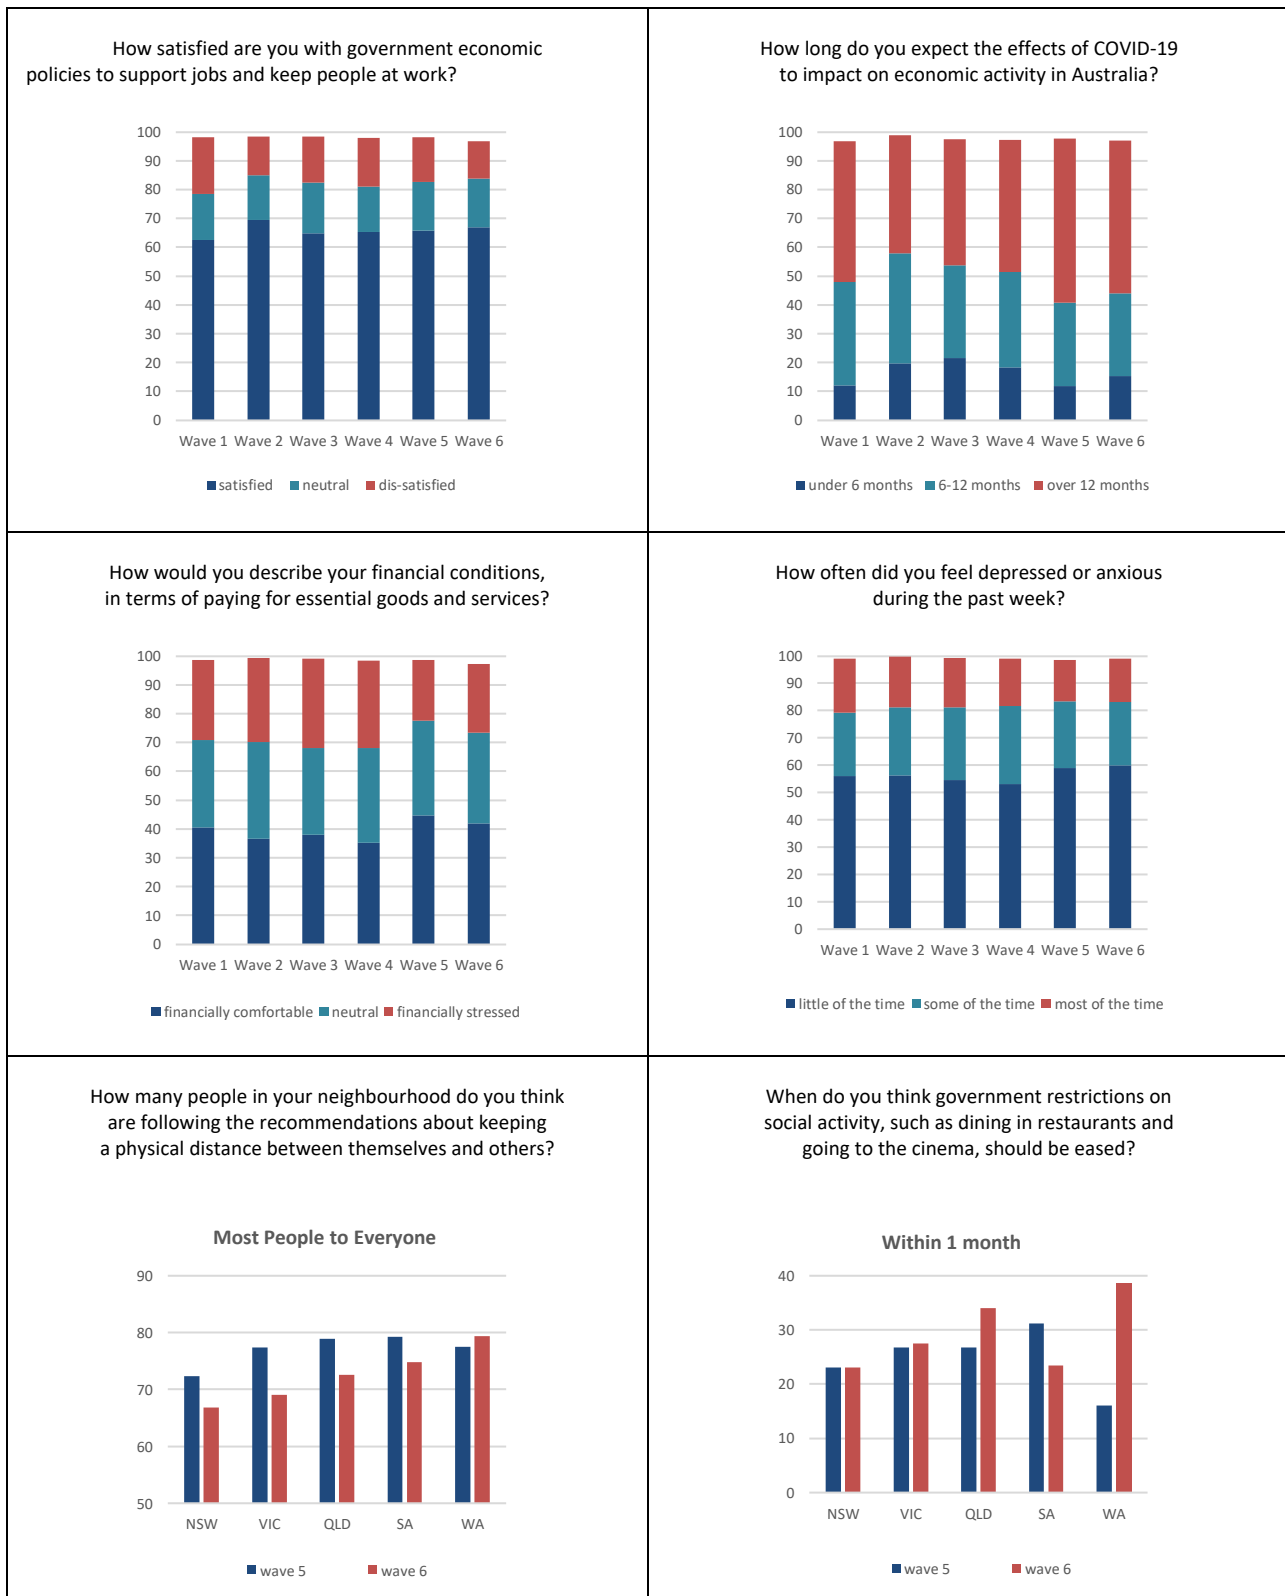 How satisfied are you with government economic
policies to support jobs and keep people at work?
100
90
80
70
60
50
40
30
20
10
0
Wave 1 Wave 2 Wave 3 Wave 4 Wave 5 Wave 6
satisfied neutral dis-satisfied
How long do you expect the effects of COVID-19
to impact on economic activity in Australia?
100
90
80
70
60
50
40
30
20
10
0
Wave 1 Wave 2 Wave 3 Wave 4 Wave 5 Wave 6
under 6 months 6-12 months over 12 months
How would you describe your financial conditions,
in terms of paying for essential goods and services?
100
90
80
70
60
50
40
30
20
10
0
Wave 1 Wave 2 Wave 3 Wave 4 Wave 5 Wave 6
financially comfortable neutral financially stressed
How often did you feel depressed or anxious
during the past week?
100
90
80
70
60
50
40
30
20
10
0
Wave 1 Wave 2 Wave 3 Wave 4 Wave 5 Wave 6
little of the time some of the time most of the time
How many people in your neighbourhood do you think
are following the recommendations about keeping
a physical distance between themselves and others?
Most People to Everyone
90
80
70
60
50
NSW VIC QLD SA WA
wave 5 wave 6
When do you think government restrictions on
social activity, such as dining in restaurants and
going to the cinema, should be eased?
Within 1 month
40
30
20
10
0
NSW VIC QLD SA WA
wave 5 wave 6